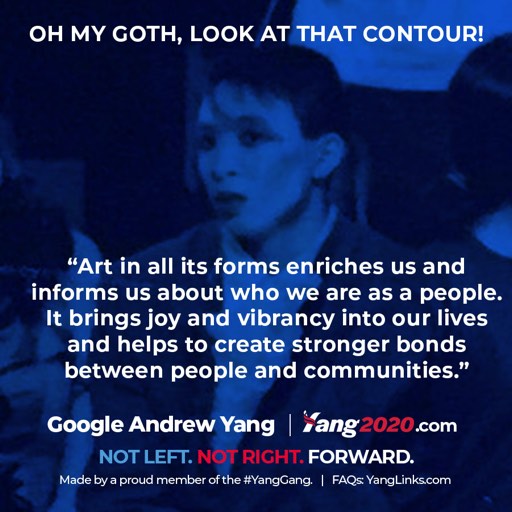 OH MY GOTH, LOOK AT THAT CONTOUR!
“Art in all its forms enriches us and
informs us about who we are as a people.
It brings joy and vibrancy into our lives
and helps to create stronger bonds
between people and communities.”
Google Andrew Yang | Yang2020.com
NOT LEFT. NOT RIGHT. FORWARD.
Made by a proud member of the #YangGang. | FAQs: YangLinks.com